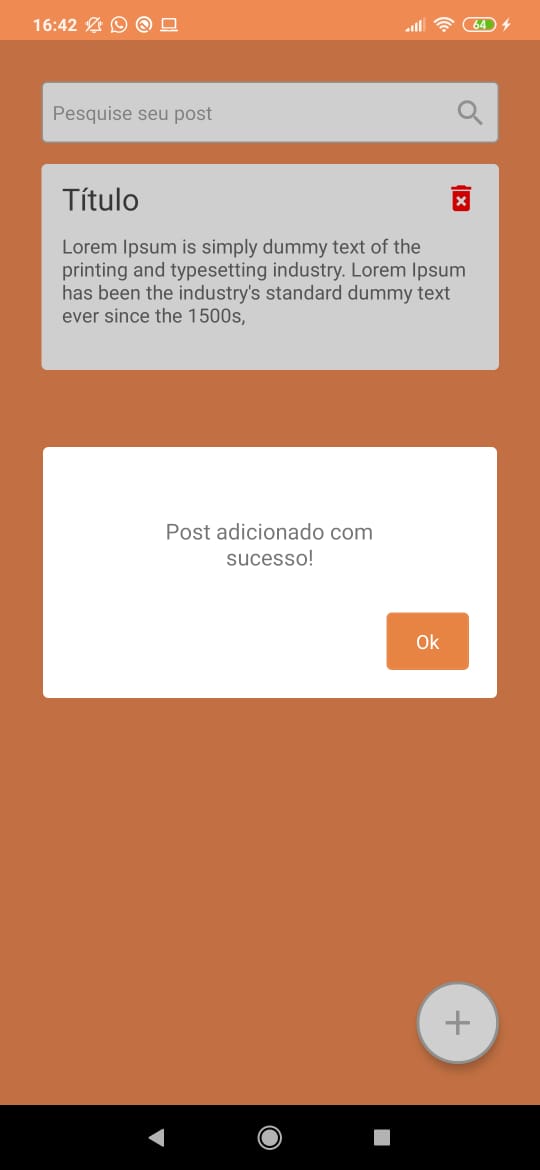 16:42
64
Pesquise seu post
Título
Lorem Ipsum is simply dummy text of the
printing and typesetting industry. Lorem Ipsum
has been the industry's standard dummy text
ever since the 1500s,
Post adicionado com
sucesso!
Ok